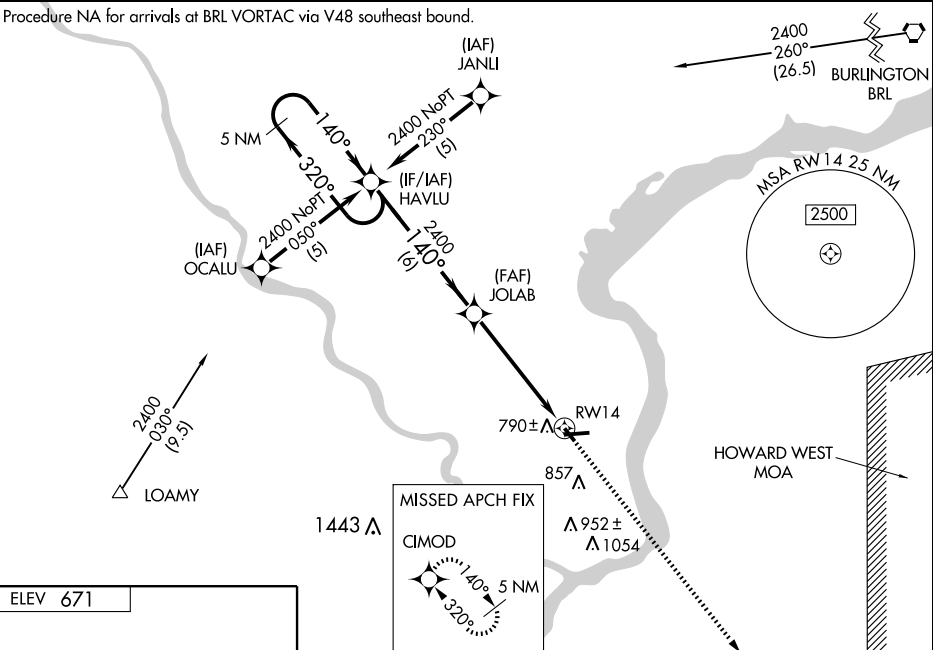 Procedure NA for arrivals at BRL VORTAC via V48 southeast bound.
(IAF)
JANLI
2400
260°
(26.5)
BURLINGTON
BRL
2400 NoPT
230°
(5)
5 NM
140°
320°
(IF/IAF)
HAVLU
MSA RW14 25 NM
2500
2400 NoPT
050°
(5)
(IAF)
OCALU
2400
140°
(6)
(FAF)
JOLAB
2400
030°
(9.5)
LOAMY
790±
RW14
857
HOWARD WEST
MOA
1443
952±
1054
MISSED APCH FIX
CIMOD
140°
5 NM
320°
ELEV 671